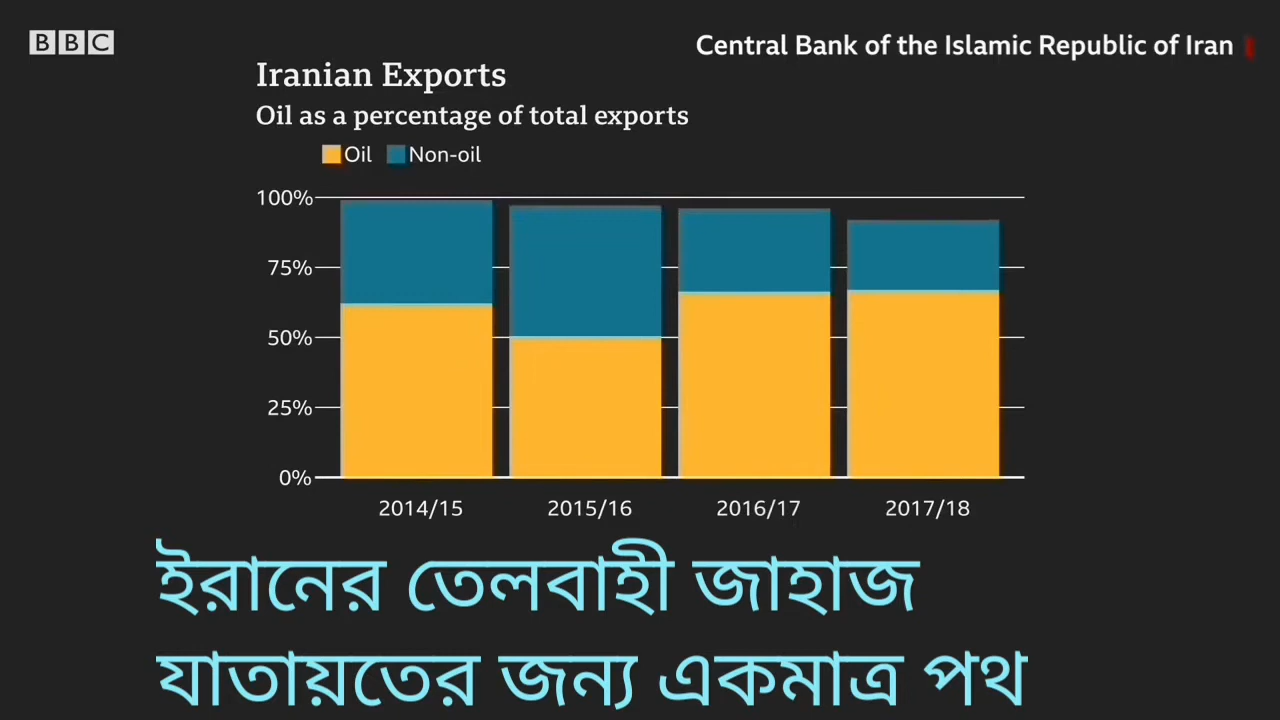 BBC
Central Bank of the Islamic Republic of Iran
Iranian Exports
Oil as a percentage of total exports
Oil Non-oil
100%
75%
50%
25%
0%
2014/15 2015/16 2016/17 2017/18
ইরানের তেলবাহী জাহাজ
যাতায়তের জন্য একমাত্র পথ